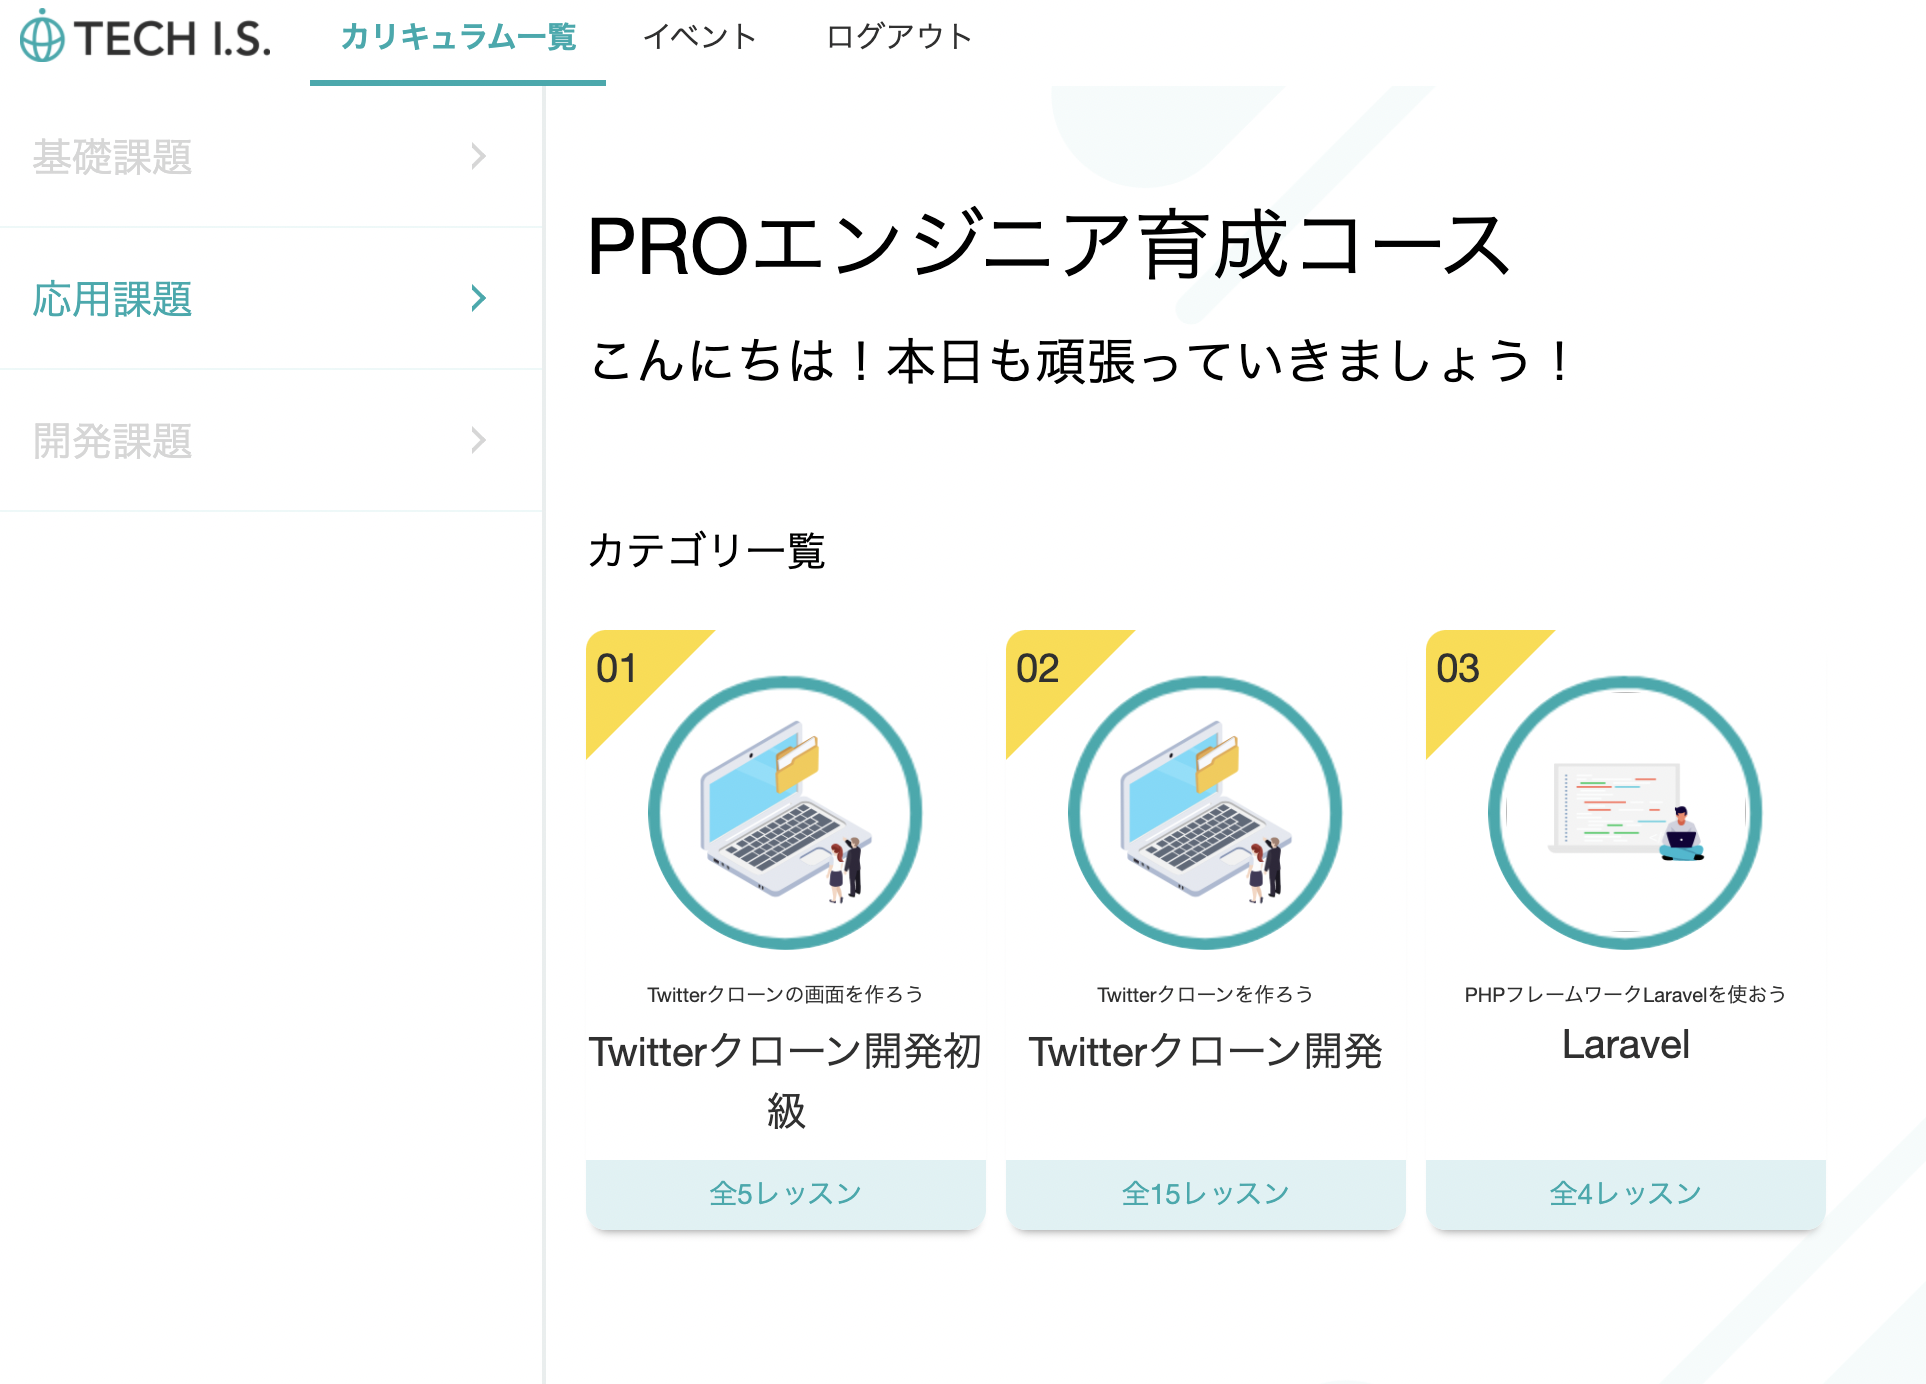 TECH I.S.
カリキュラム一覧
イベント
ログアウト
基礎課題
応用課題
開発課題
PROエンジニア育成コース
こんにちは！本日も頑張っていきましょう！
カテゴリ一覧
01
Twitterクローンの画面を作ろう
Twitterクローン開発初
級
全5レッスン
02
Twitterクローンを作ろう
Twitterクローン開発
全15レッスン
03
PHPフレームワークLaravelを使おう
Laravel
全4レッスン